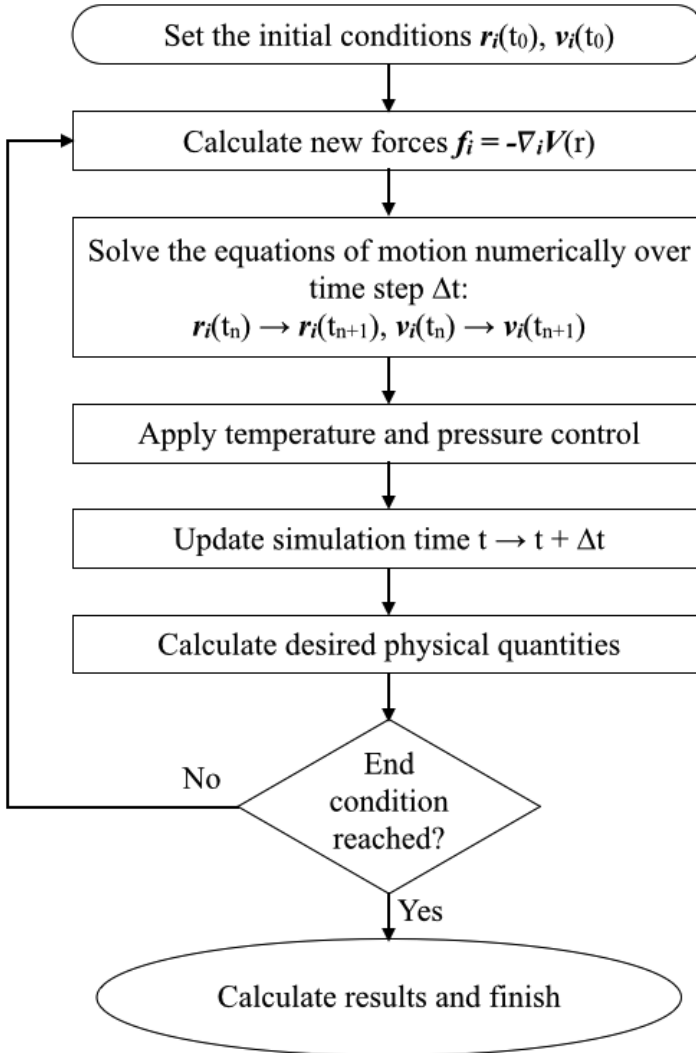 Set the initial conditions rᵢ(t₀), vᵢ(t₀)
Calculate new forces fᵢ = -∇ᵢV(r)
Solve the equations of motion numerically over
time step Δt:
rᵢ(tₙ) → rᵢ(tₙ₊₁), vᵢ(tₙ) → vᵢ(tₙ₊₁)
Apply temperature and pressure control
Update simulation time t → t + Δt
Calculate desired physical quantities
End
condition
reached?
No
Yes
Calculate results and finish